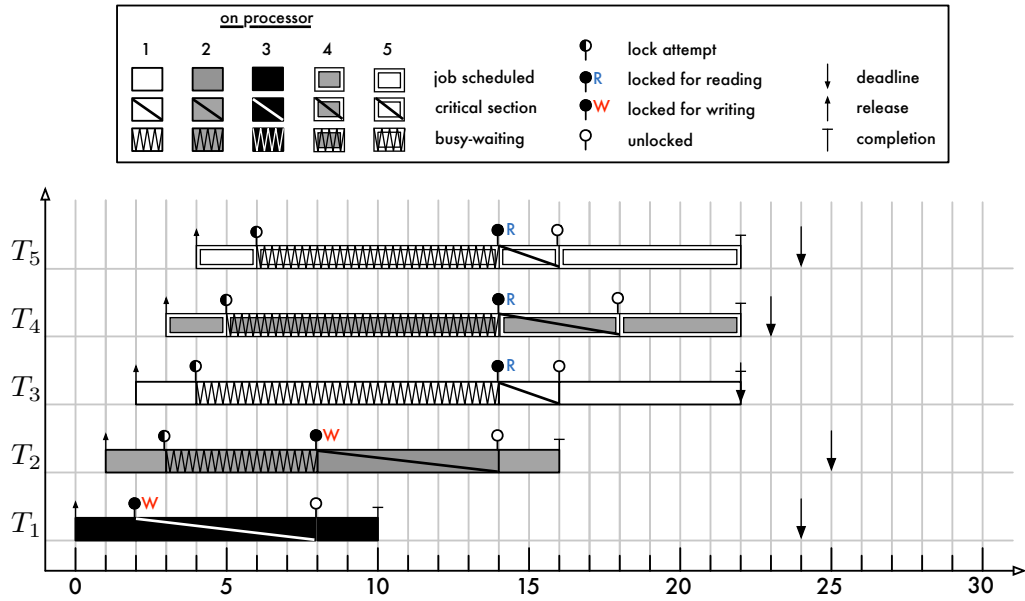 on processor
1 2 3 4 5
lock attempt
job scheduled
locked for reading
R
deadline
critical section
locked for writing
W
release
busy-waiting
unlocked
completion
T5
R
T4
R
T3
R
T2
W
T1
W
0 5 10 15 20 25 30